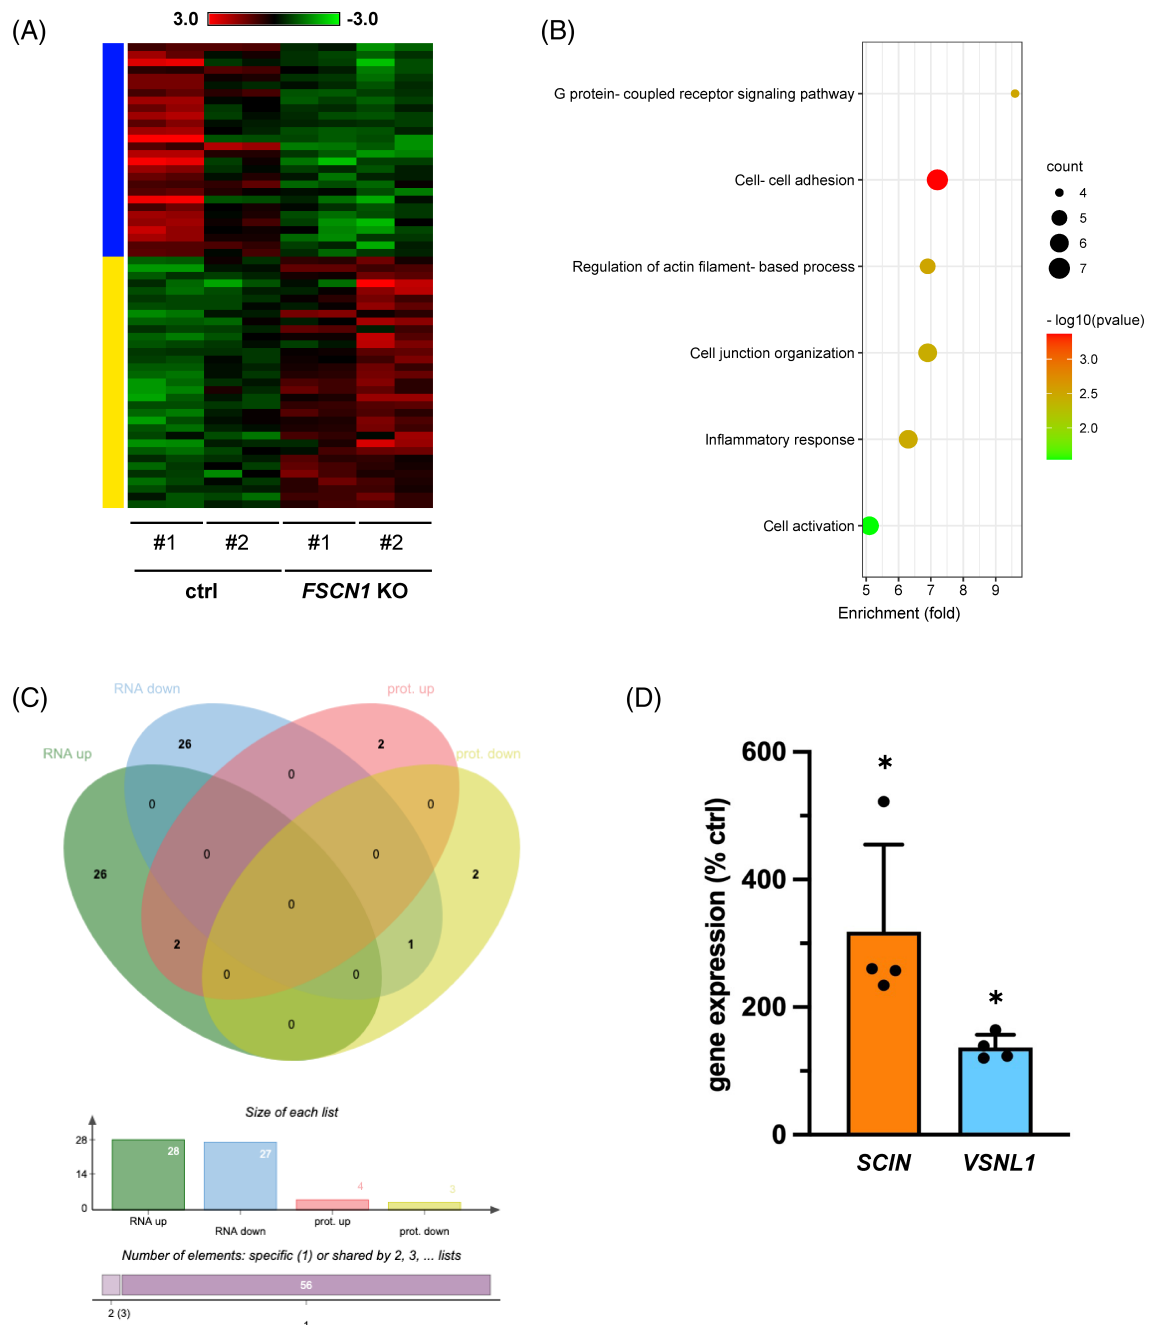 (A)
3.0
-3.0
#1
#2
#1
#2
ctrl
FSCN1 KO
(B)
G protein- coupled receptor signaling pathway
Cell- cell adhesion
Regulation of actin filament- based process
Cell junction organization
Inflammatory response
Cell activation
5
6
7
8
9
Enrichment (fold)
count
4
5
6
7
- log10(pvalue)
3.0
2.5
2.0
(C)
RNA down
prot. up
RNA up
prot. down
26
2
0
0
0
26
0
0
2
0
2
1
0
0
0
Size of each list
28
14
0
28
27
4
3
RNA up
RNA down
prot. up
prot. down
Number of elements: specific (1) or shared by 2, 3, ... lists
56
2 (3)
1
(D)
gene expression (% ctrl)
600
400
200
0
*
*
SCIN
VSNL1